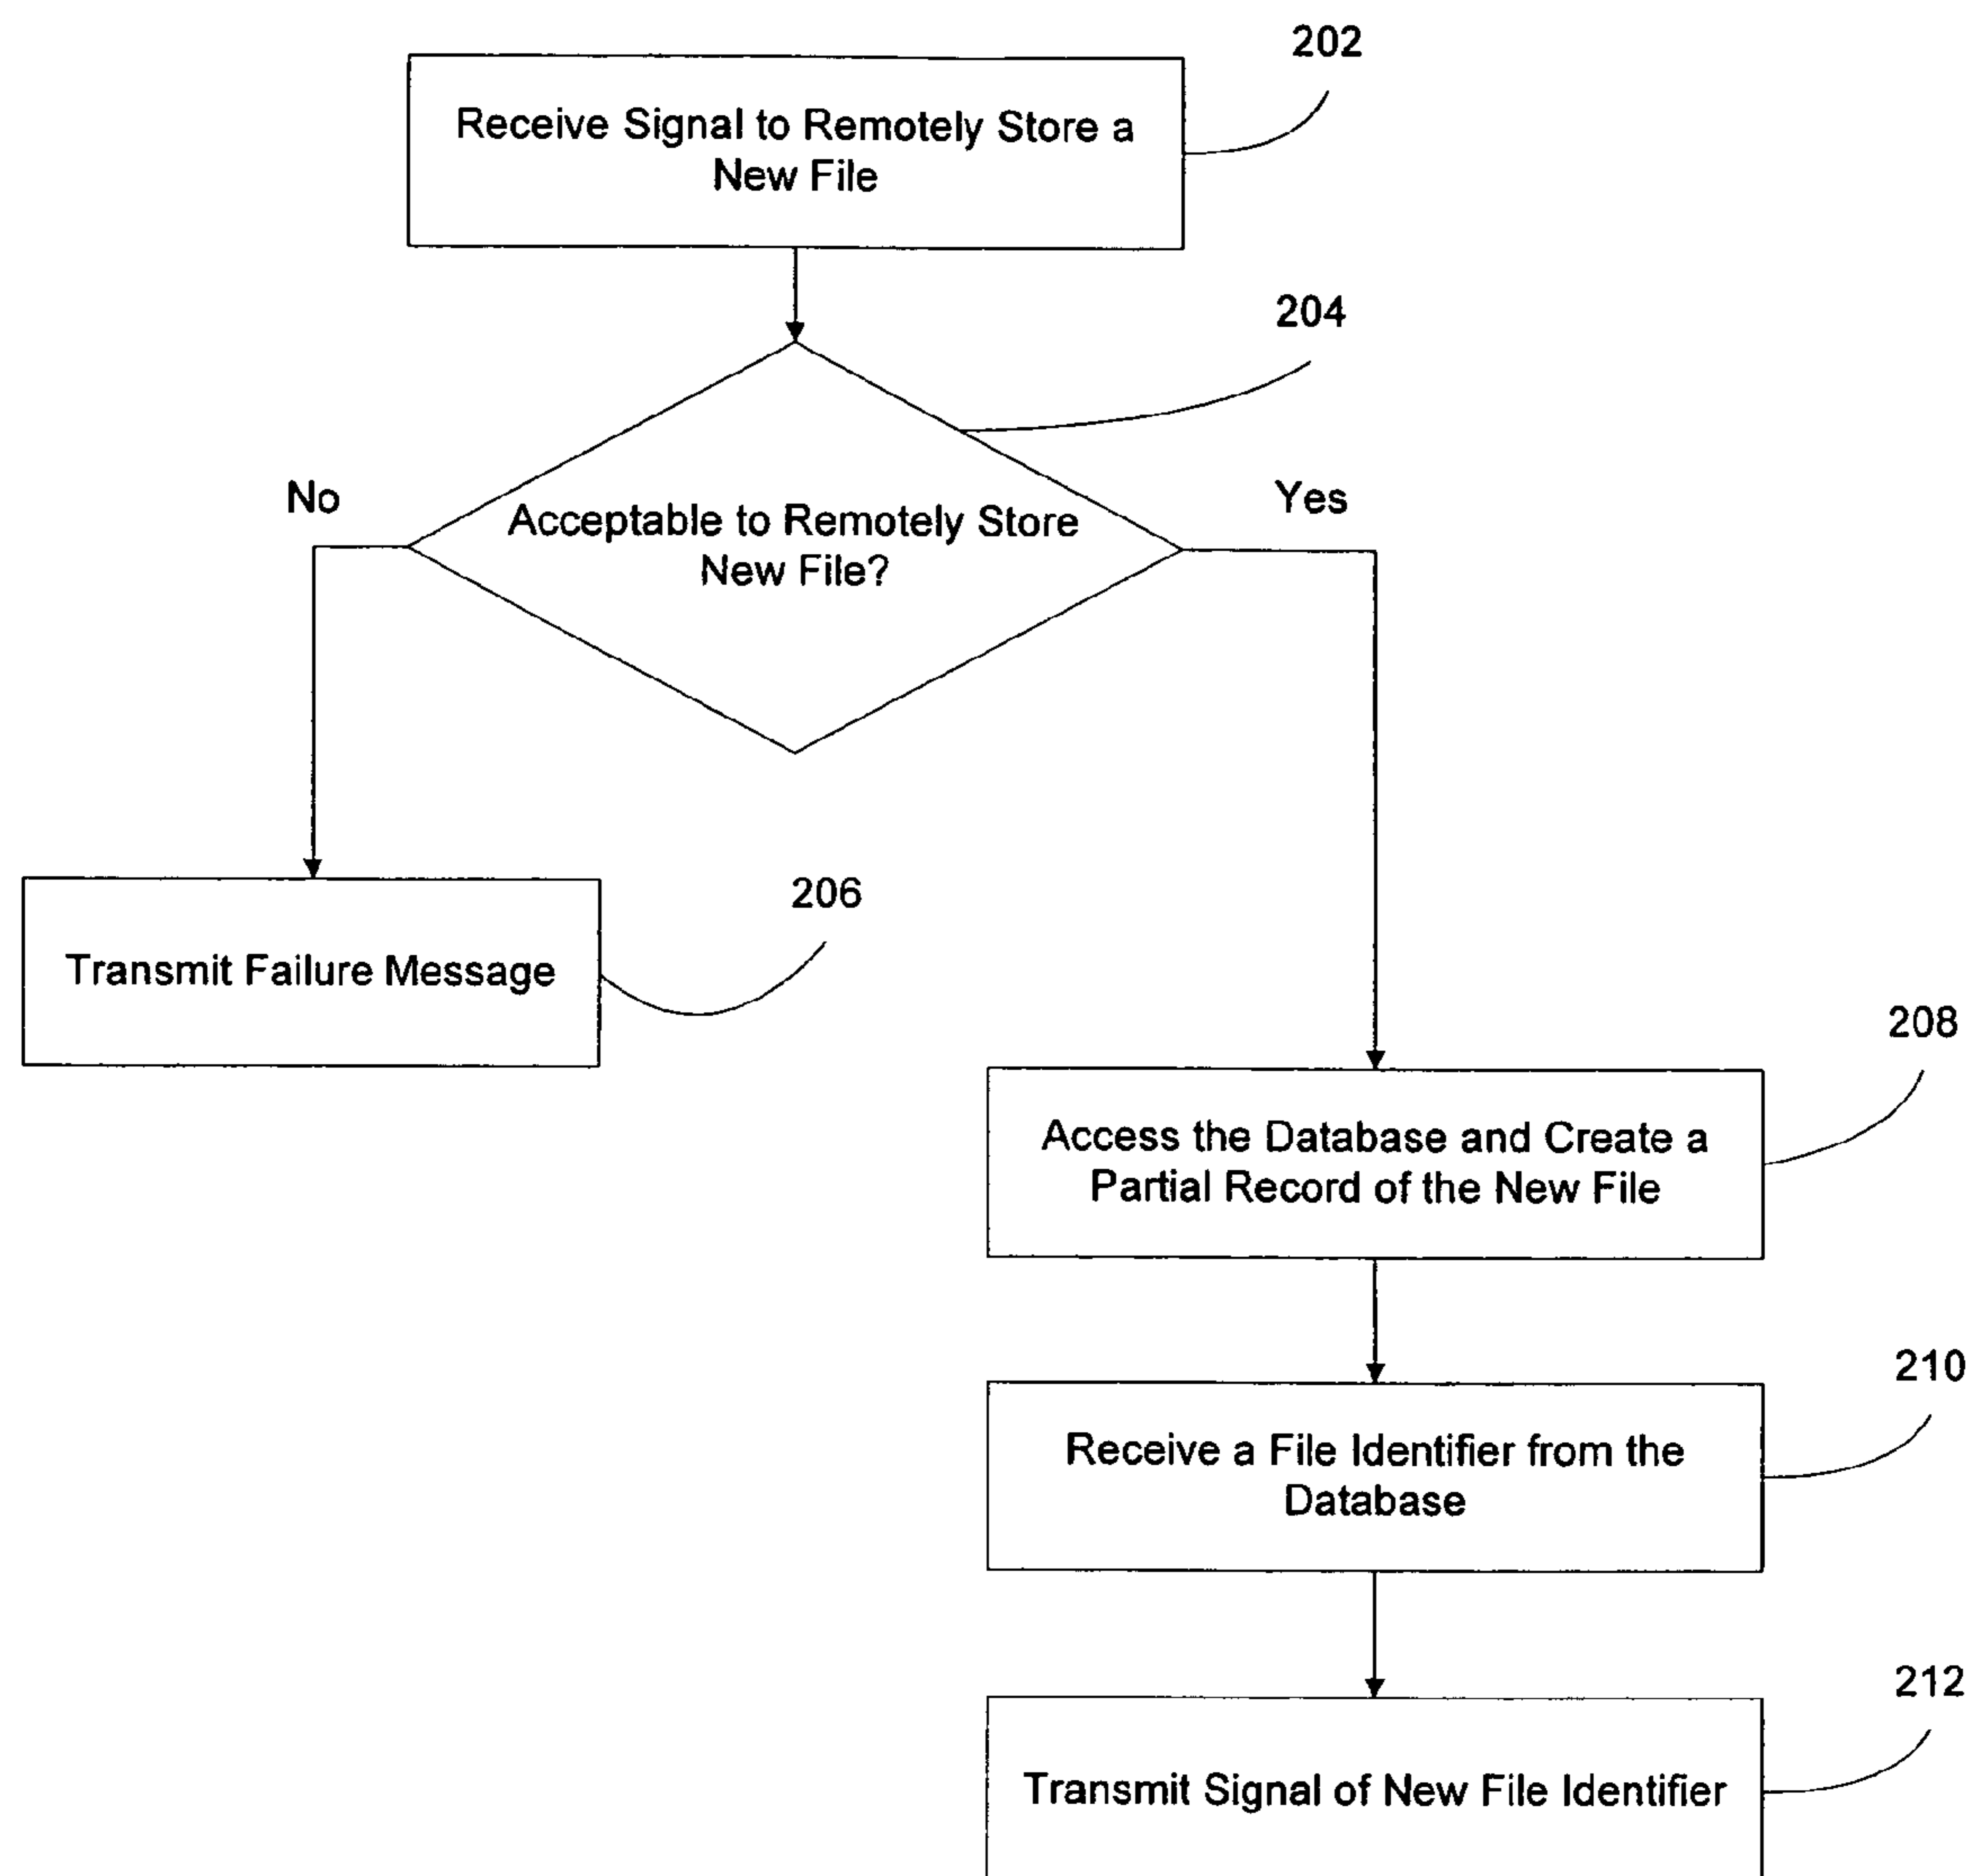 202
Receive Signal to Remotely Store a
New File
204
No
Yes
Acceptable to Remotely Store
New File?
206
Transmit Failure Message
208
Access the Database and Create a
Partial Record of the New File
210
Receive a File Identifier from the
Database
212
Transmit Signal of New File Identifier